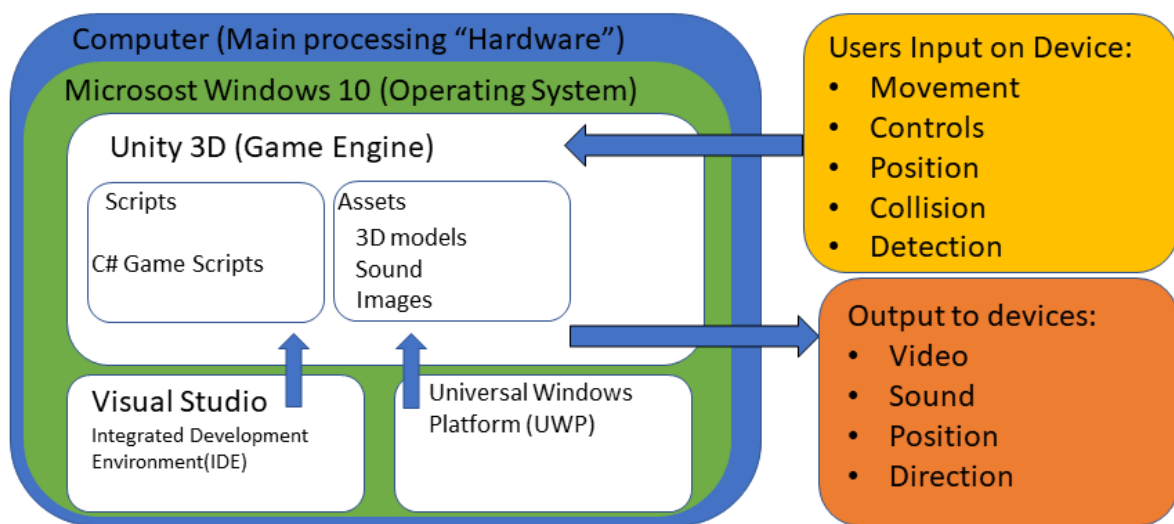 Computer (Main processing “Hardware”)
Microsost Windows 10 (Operating System)
Unity 3D (Game Engine)
Scripts
C# Game Scripts
Assets
3D models
Sound
Images
Visual Studio
Integrated Development
Environment(IDE)
Universal Windows
Platform (UWP)
Users Input on Device:
• Movement
• Controls
• Position
• Collision
• Detection
Output to devices:
• Video
• Sound
• Position
• Direction